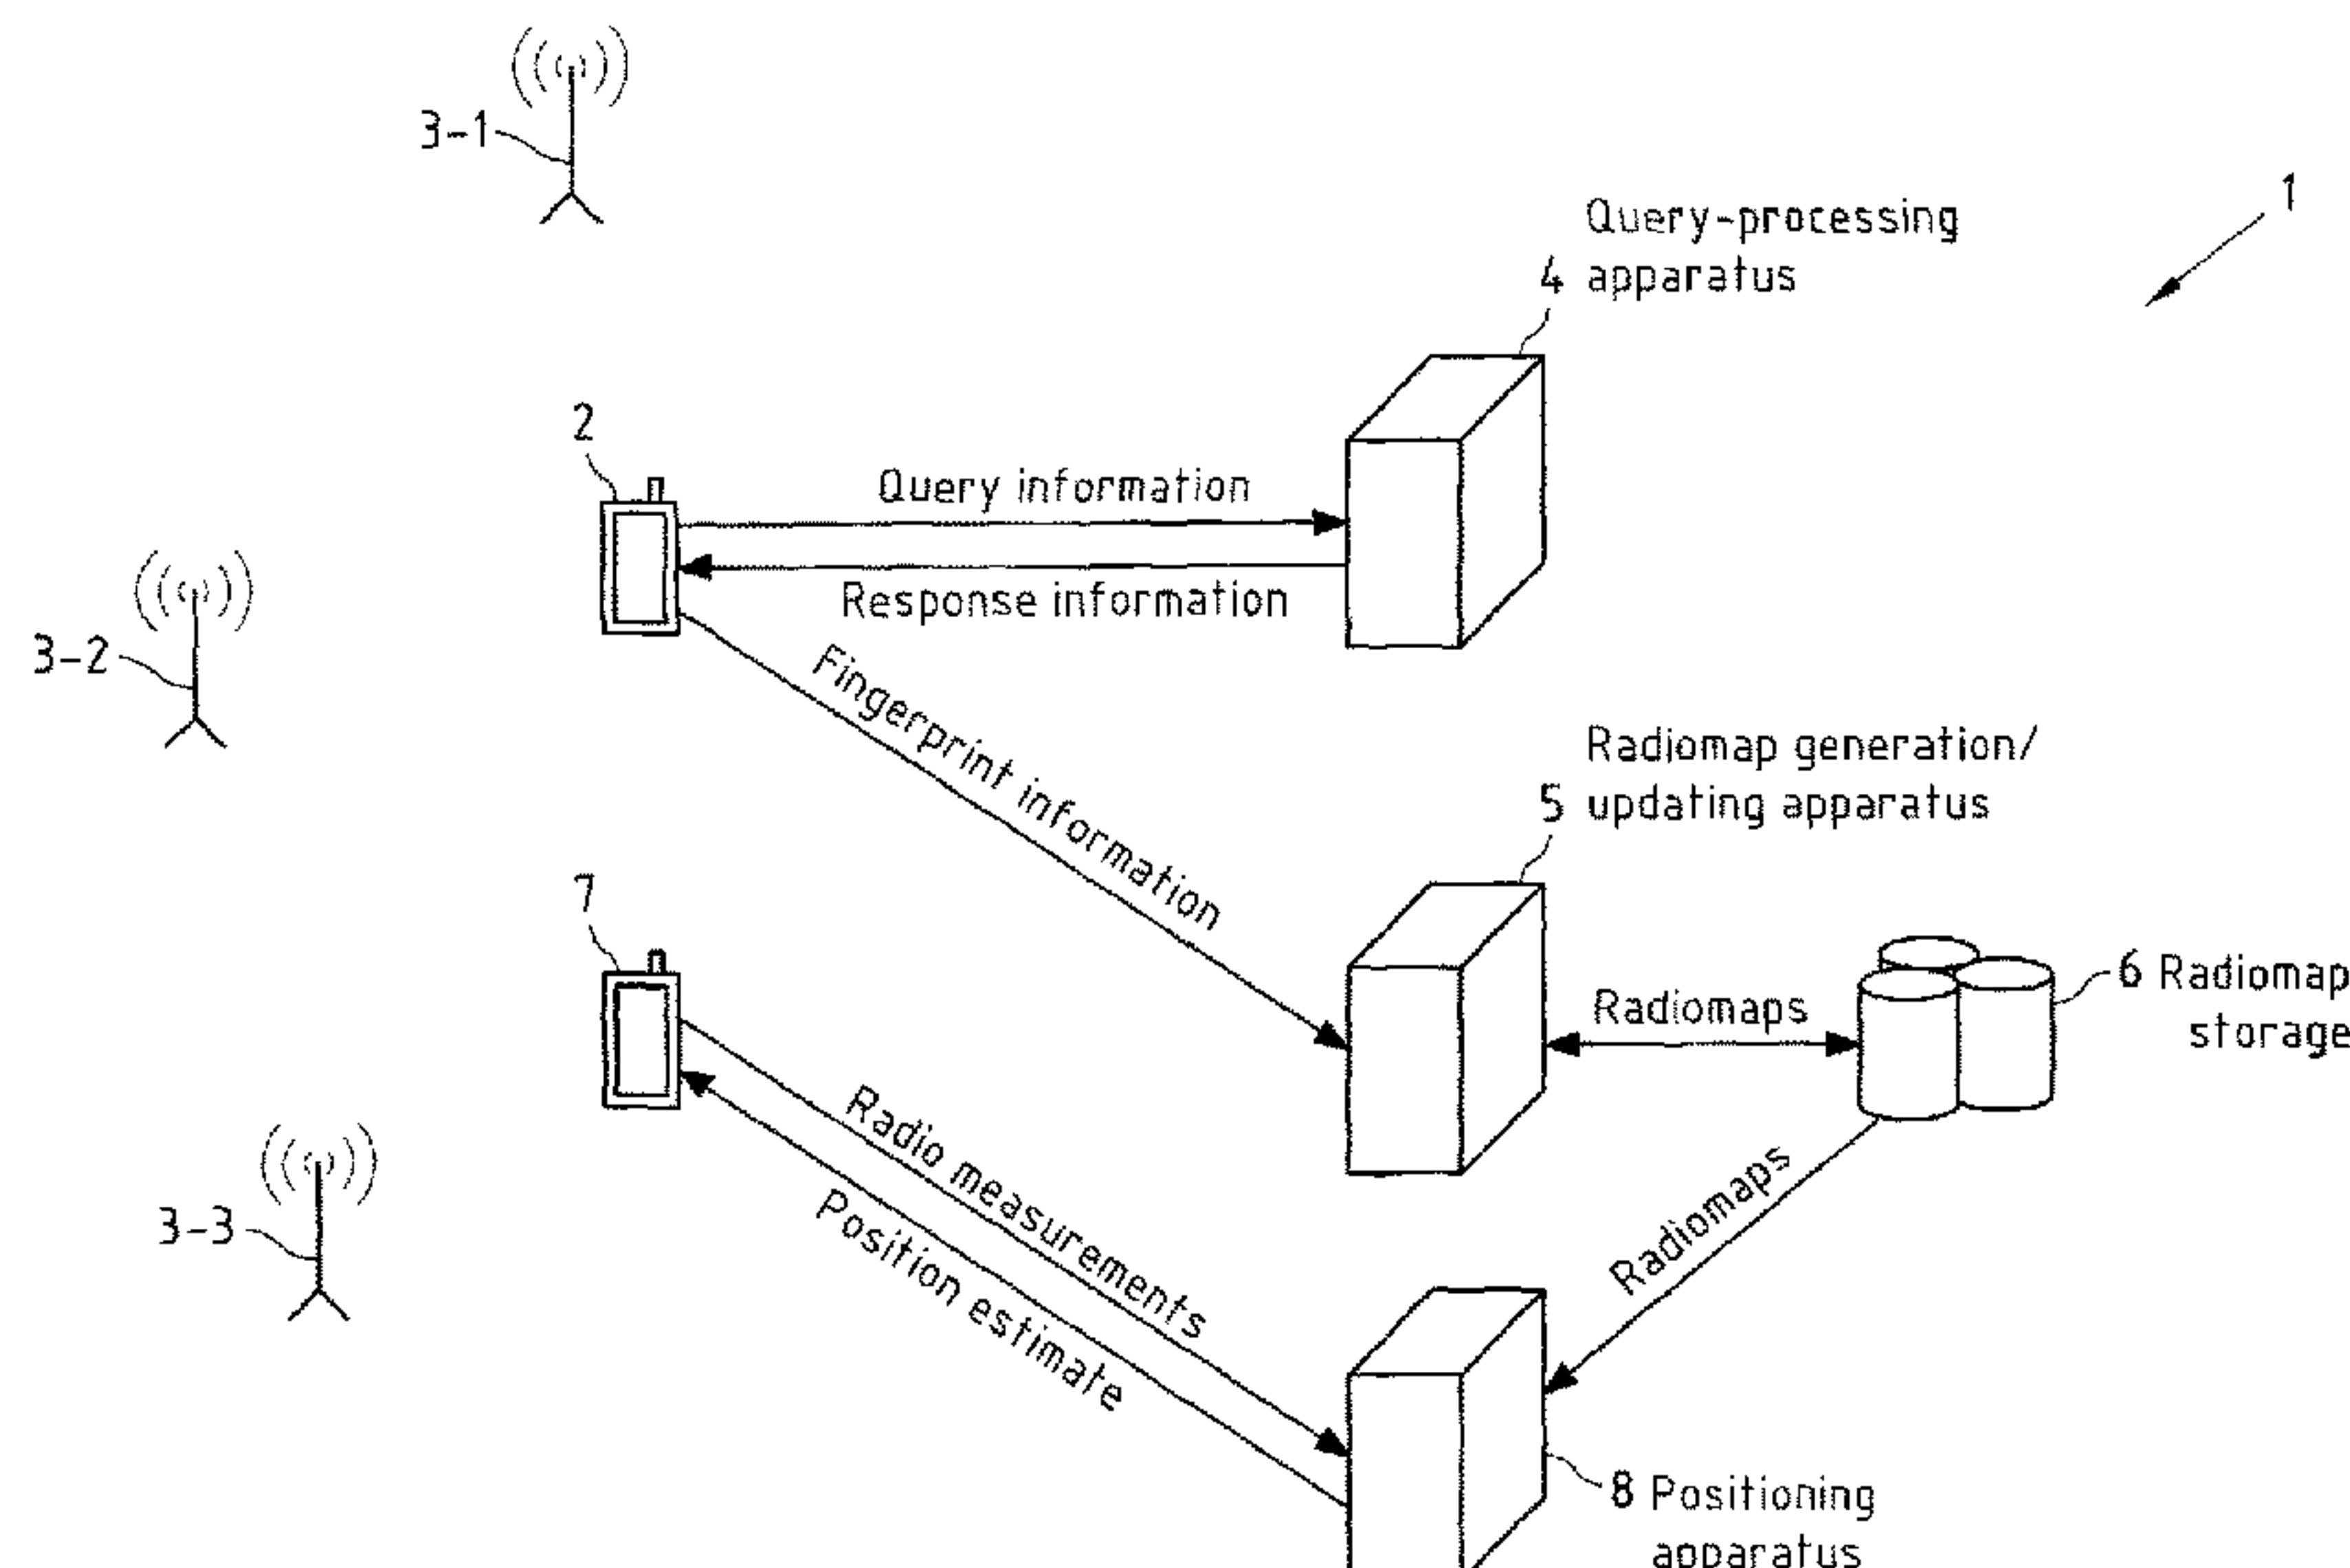 3-1
1
Query-processing
4 apparatus
2
Query information
Response information
3-2
Fingerprint information
Radiomap generation/
5 updating apparatus
7
6 Radiomap
storage
Radiomaps
Radio measurements
Position estimate
Radiomaps
3-3
8 Positioning
apparatus